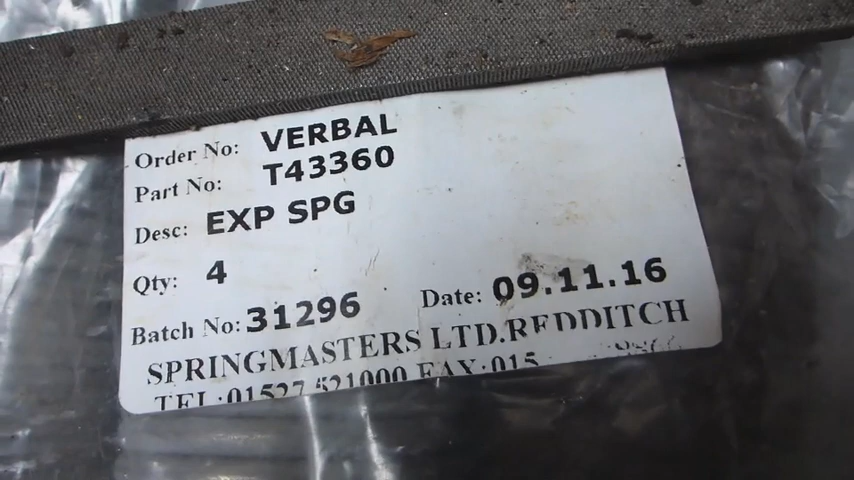 Order No: VERBAL
Part No: T43360
Desc: EXP SPG
Qty: 4
Batch No: 31296 Date: 09.11.16
SPRINGMASTERS LTD.REDDITCH
TEL:01527 521000 FAX:015